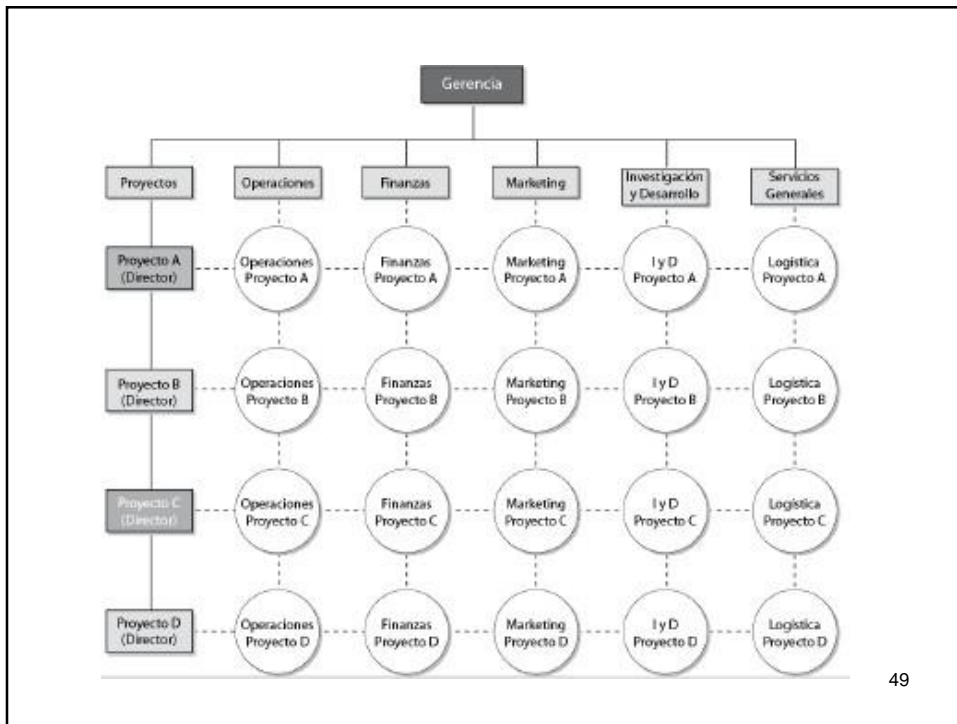 Gerencia
Proyectos
Operaciones
Finanzas
Marketing
Investigación
y Desarrollo
Servicios
Generales
Proyecto A
(Director)
Operaciones
Proyecto A
Finanzas
Proyecto A
Marketing
Proyecto A
I y D
Proyecto A
Logística
Proyecto A
Proyecto B
(Director)
Operaciones
Proyecto B
Finanzas
Proyecto B
Marketing
Proyecto B
I y D
Proyecto B
Logística
Proyecto B
Proyecto C
(Director)
Operaciones
Proyecto C
Finanzas
Proyecto C
Marketing
Proyecto C
I y D
Proyecto C
Logística
Proyecto C
Proyecto D
(Director)
Operaciones
Proyecto D
Finanzas
Proyecto D
Marketing
Proyecto D
I y D
Proyecto D
Logística
Proyecto D
49